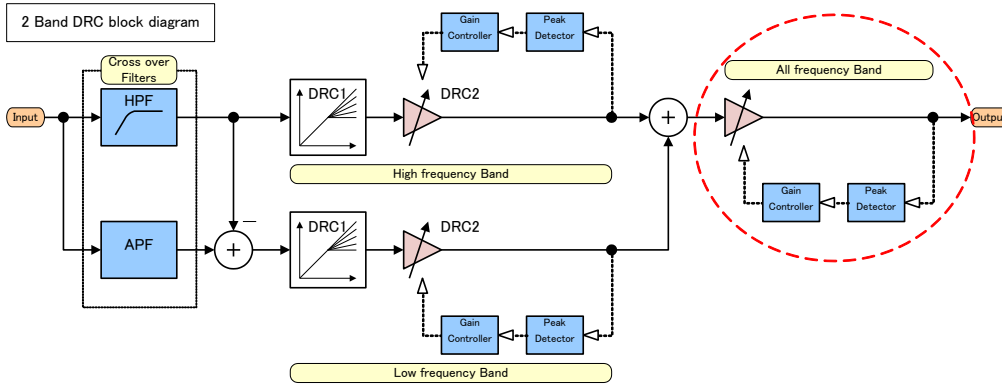 2 Band DRC block diagram
Cross over
Filters
Input
HPF
APF
DRC1
DRC2
Gain
Controller
Peak
Detector
High frequency Band
−
+
DRC1
DRC2
Gain
Controller
Peak
Detector
Low frequency Band
+
All frequency Band
Gain
Controller
Peak
Detector
Output